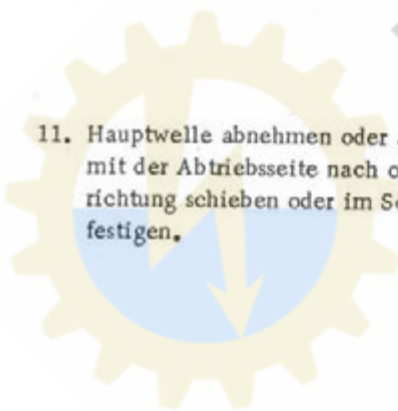 11. Hauptwelle abnehmen oder
mit der Abtriebsseite nach
richtung schieben oder im
festigen.